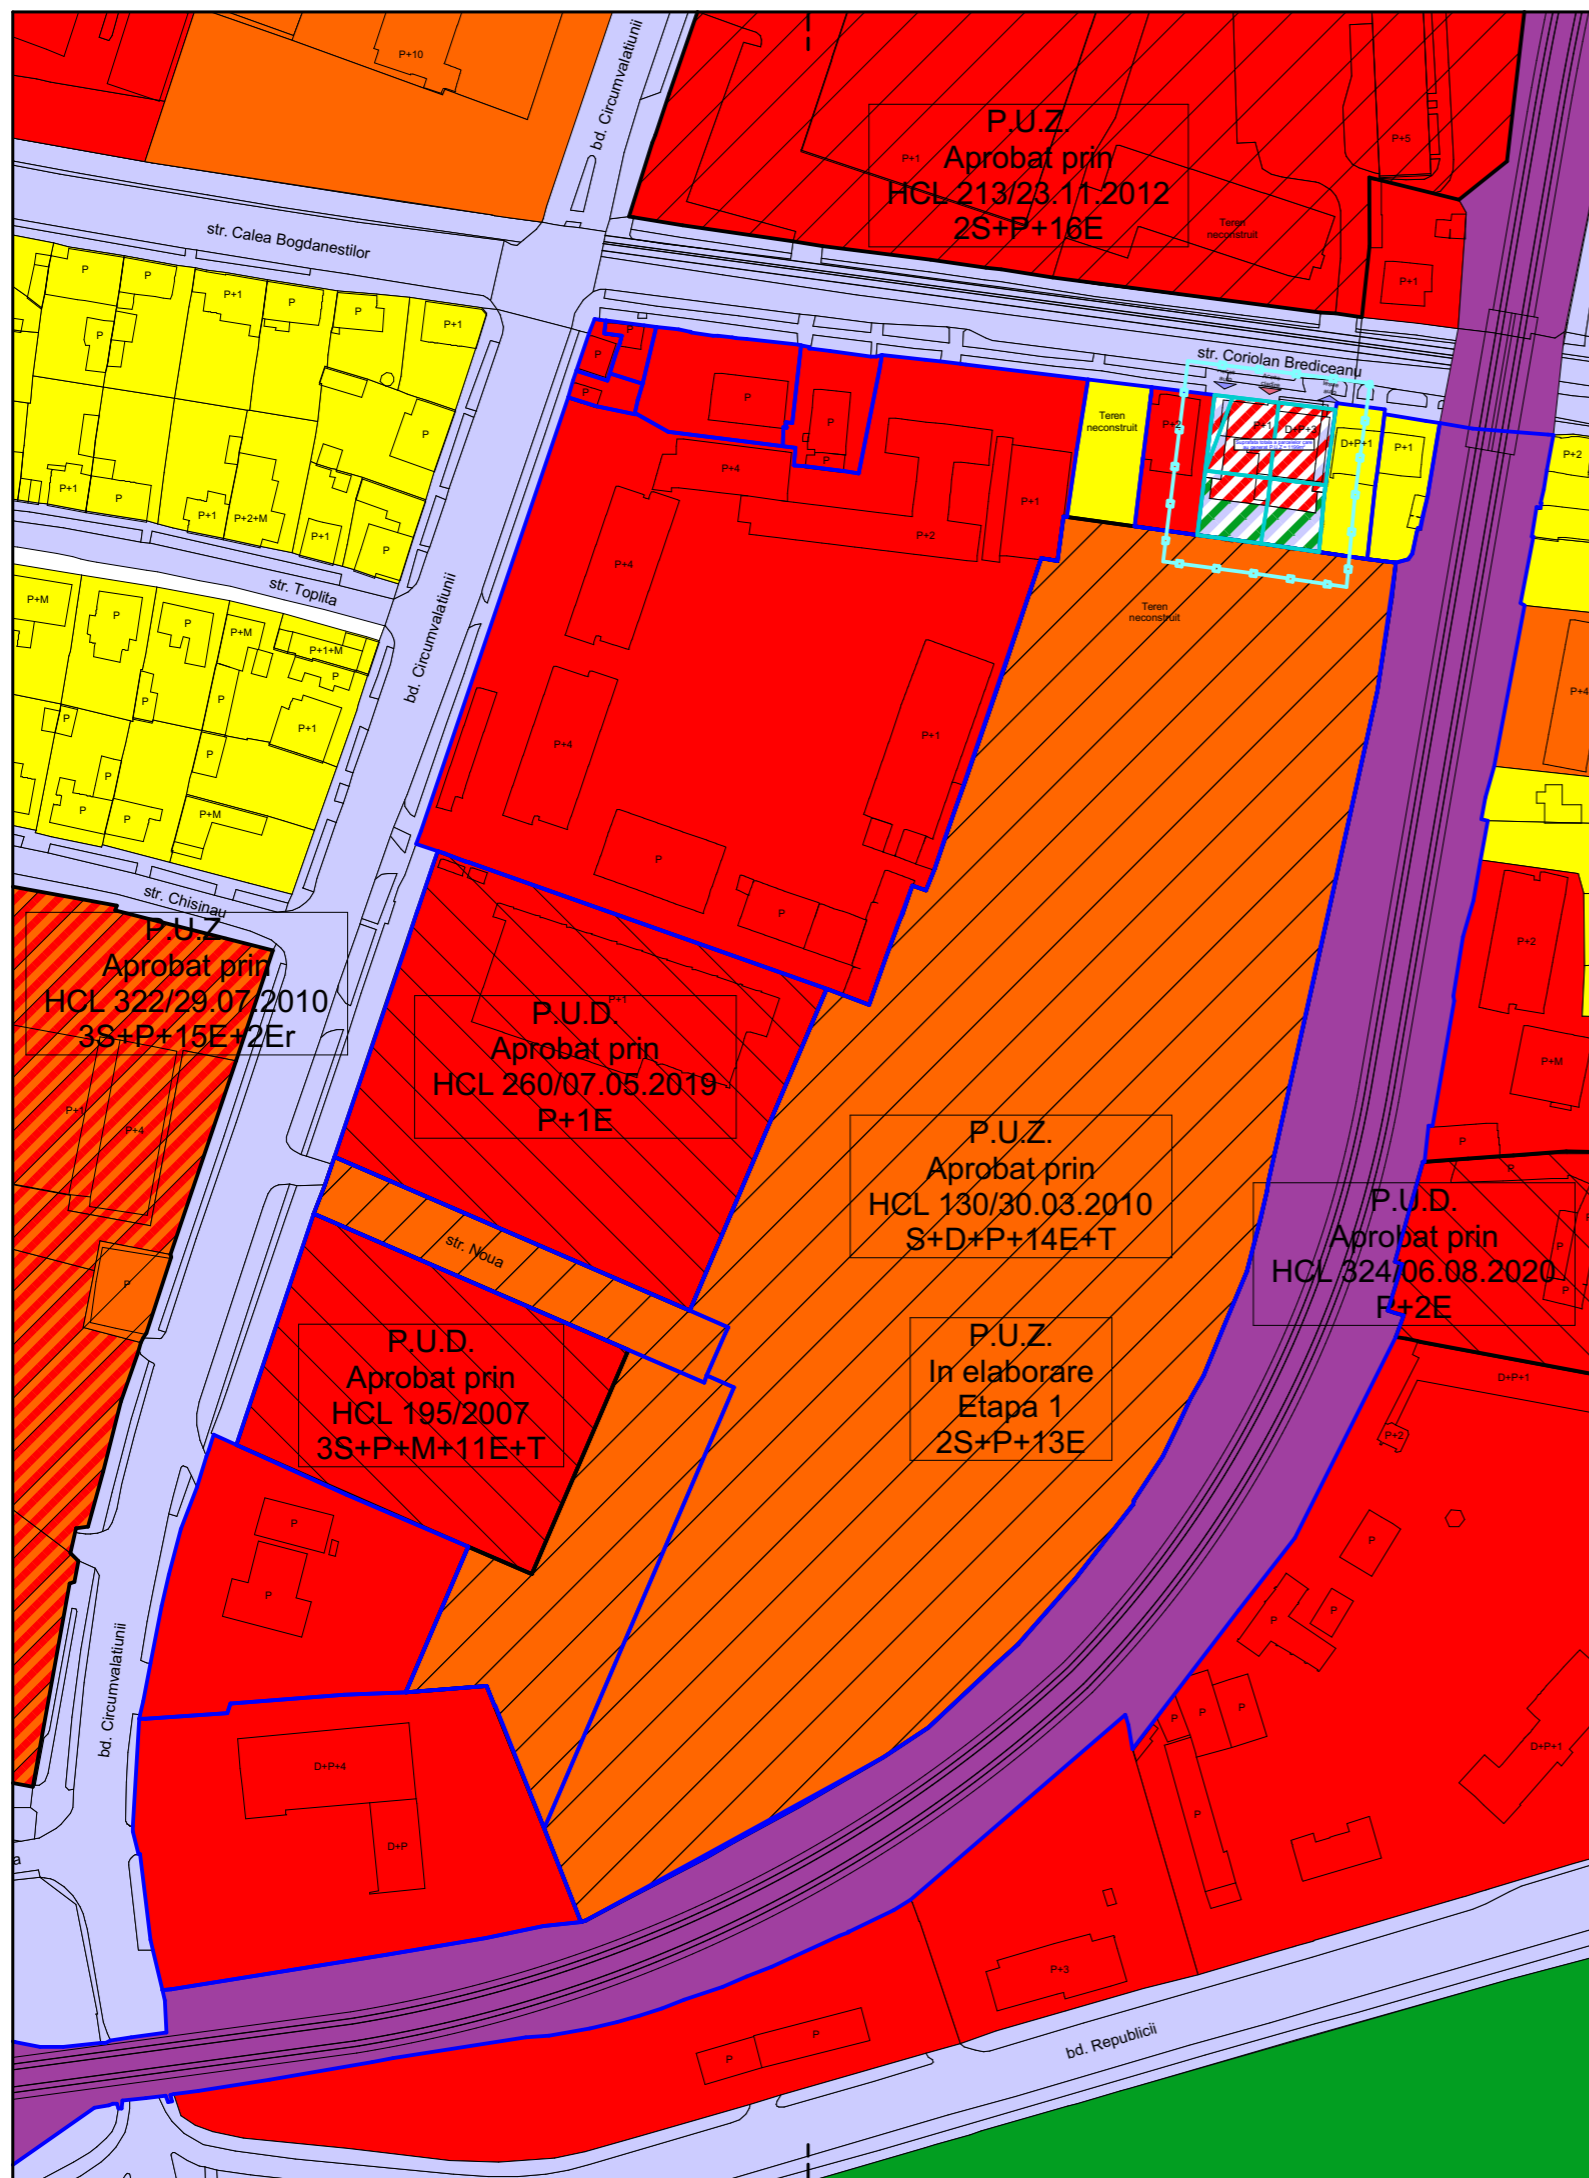 P+10
bd. Circumvalatiunii
P+5
P.U.Z.
Aprobat prin
HCL 213/23.11.2012
2S+P+16E
P+1
Teren
neconstruit
P+1
str. Calea Bogdanestilor
str. Coriolan Brediceanu
P
P
P+1
P
P
P+1
P
P
P
P
P
P
P
P
Teren
neconstruit
P+2
P+1
D+P+3
D+P+1
P+1
P+2
P
P+1
P
P+1
P+2+M
P+1
P
P+4
P+1
P+2
P+4
str. Toplita
bd. Circumvalatiunii
Teren
neconstruit
P+M
P
P
P+M
P+1+M
P
P
P
P+1
P
P
P
P
P
P+M
P+4
P+1
P+4
P
P
P+2
P+M
str. Chisinau
P.U.Z.
Aprobat prin
HCL 322/29.07.2010
3S+P+15E+2Er
P+1
P+4
P
P+1
P.U.D.
Aprobat prin
HCL 260/07.05.2019
P+1E
P.U.Z.
Aprobat prin
HCL 130/30.03.2010
S+D+P+14E+T
P
P
P.U.D.
Aprobat prin
HCL 324/06.08.2020
P+2E
P
P
str. Noua
P.U.D.
Aprobat prin
HCL 195/2007
3S+P+M+11E+T
P.U.Z.
In elaborare
Etapa 1
2S+P+13E
D+P+1
P+2
P
P
P
P
P
bd. Circumvalatiunii
P
P
P
D+P+1
D+P+4
D+P
P
a
P+3
P
P
bd. Republicii